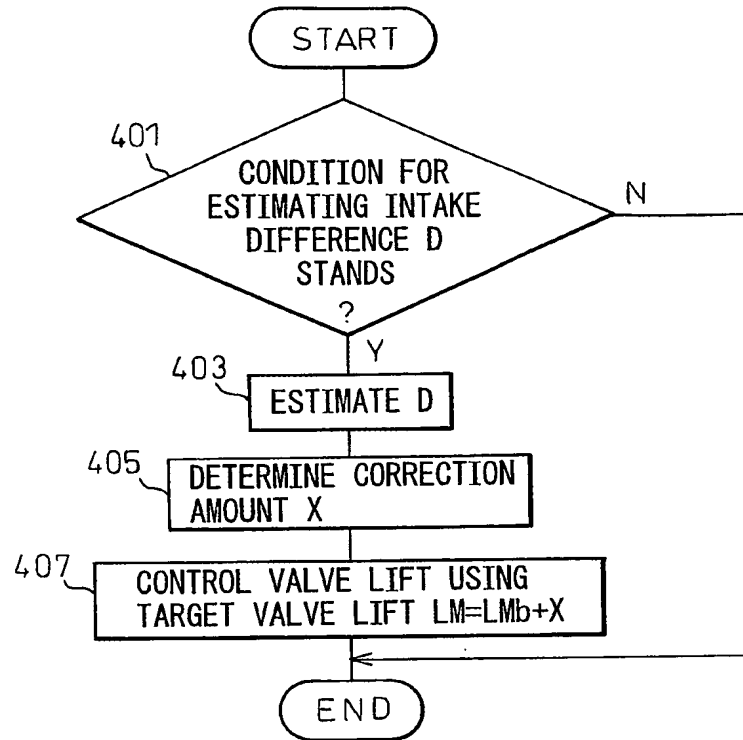 START
401
CONDITION FOR
ESTIMATING INTAKE
DIFFERENCE D
STANDS
?
N
Y
403
ESTIMATE D
405
DETERMINE CORRECTION
AMOUNT X
407
CONTROL VALVE LIFT USING
TARGET VALVE LIFT LM=LMb+X
END